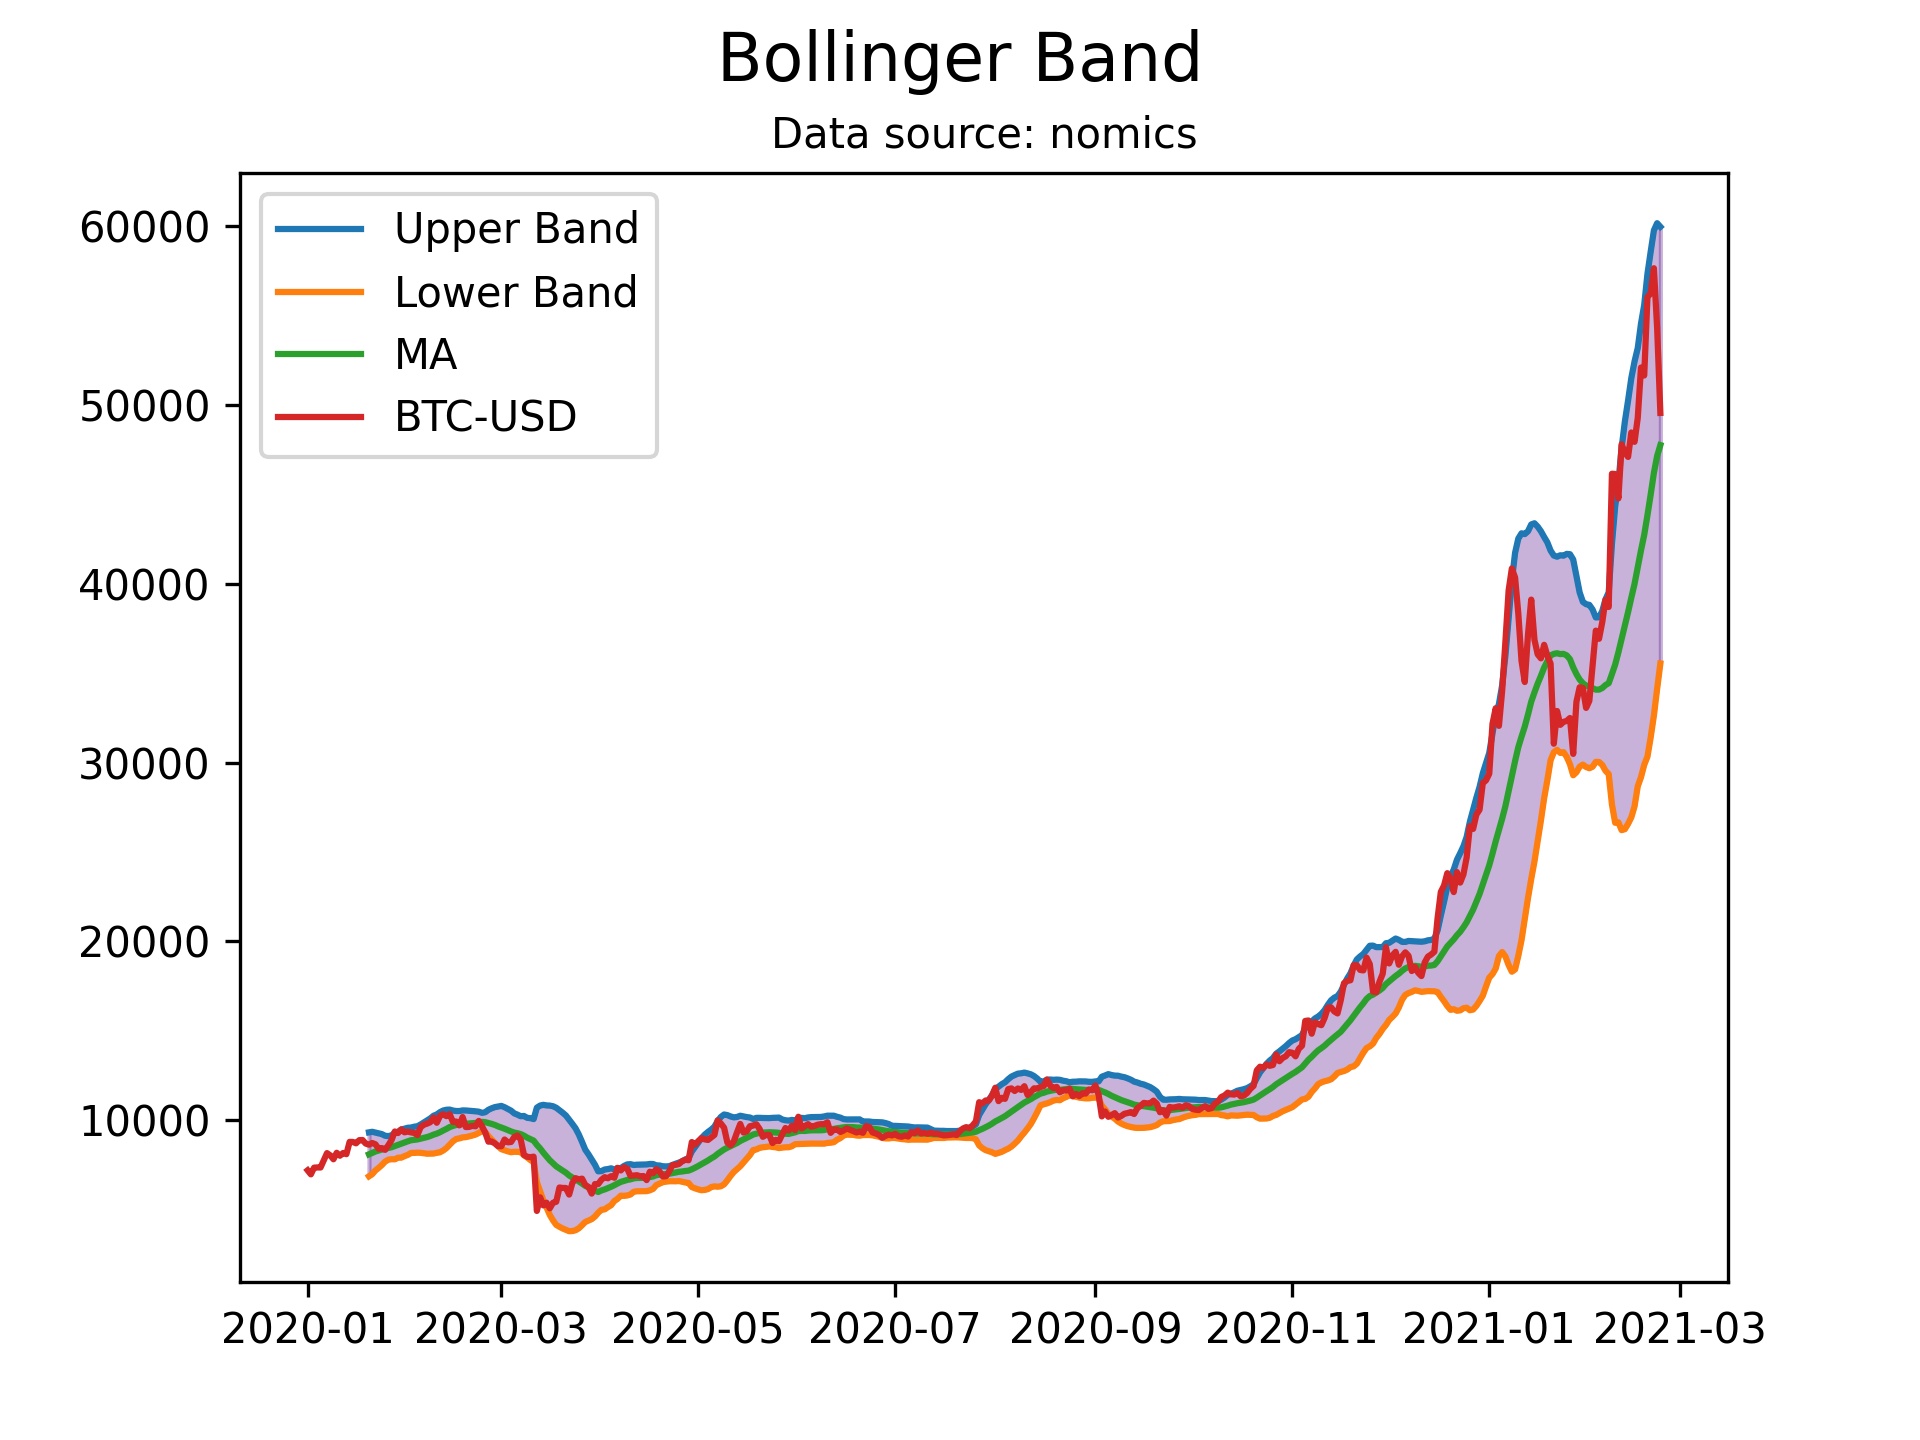 Bollinger Band
Data source: nomics
Upper Band
Lower Band
MA
BTC-USD
60000
50000
40000
30000
20000
10000
2020-01 2020-03 2020-05 2020-07 2020-09 2020-11 2021-01 2021-03